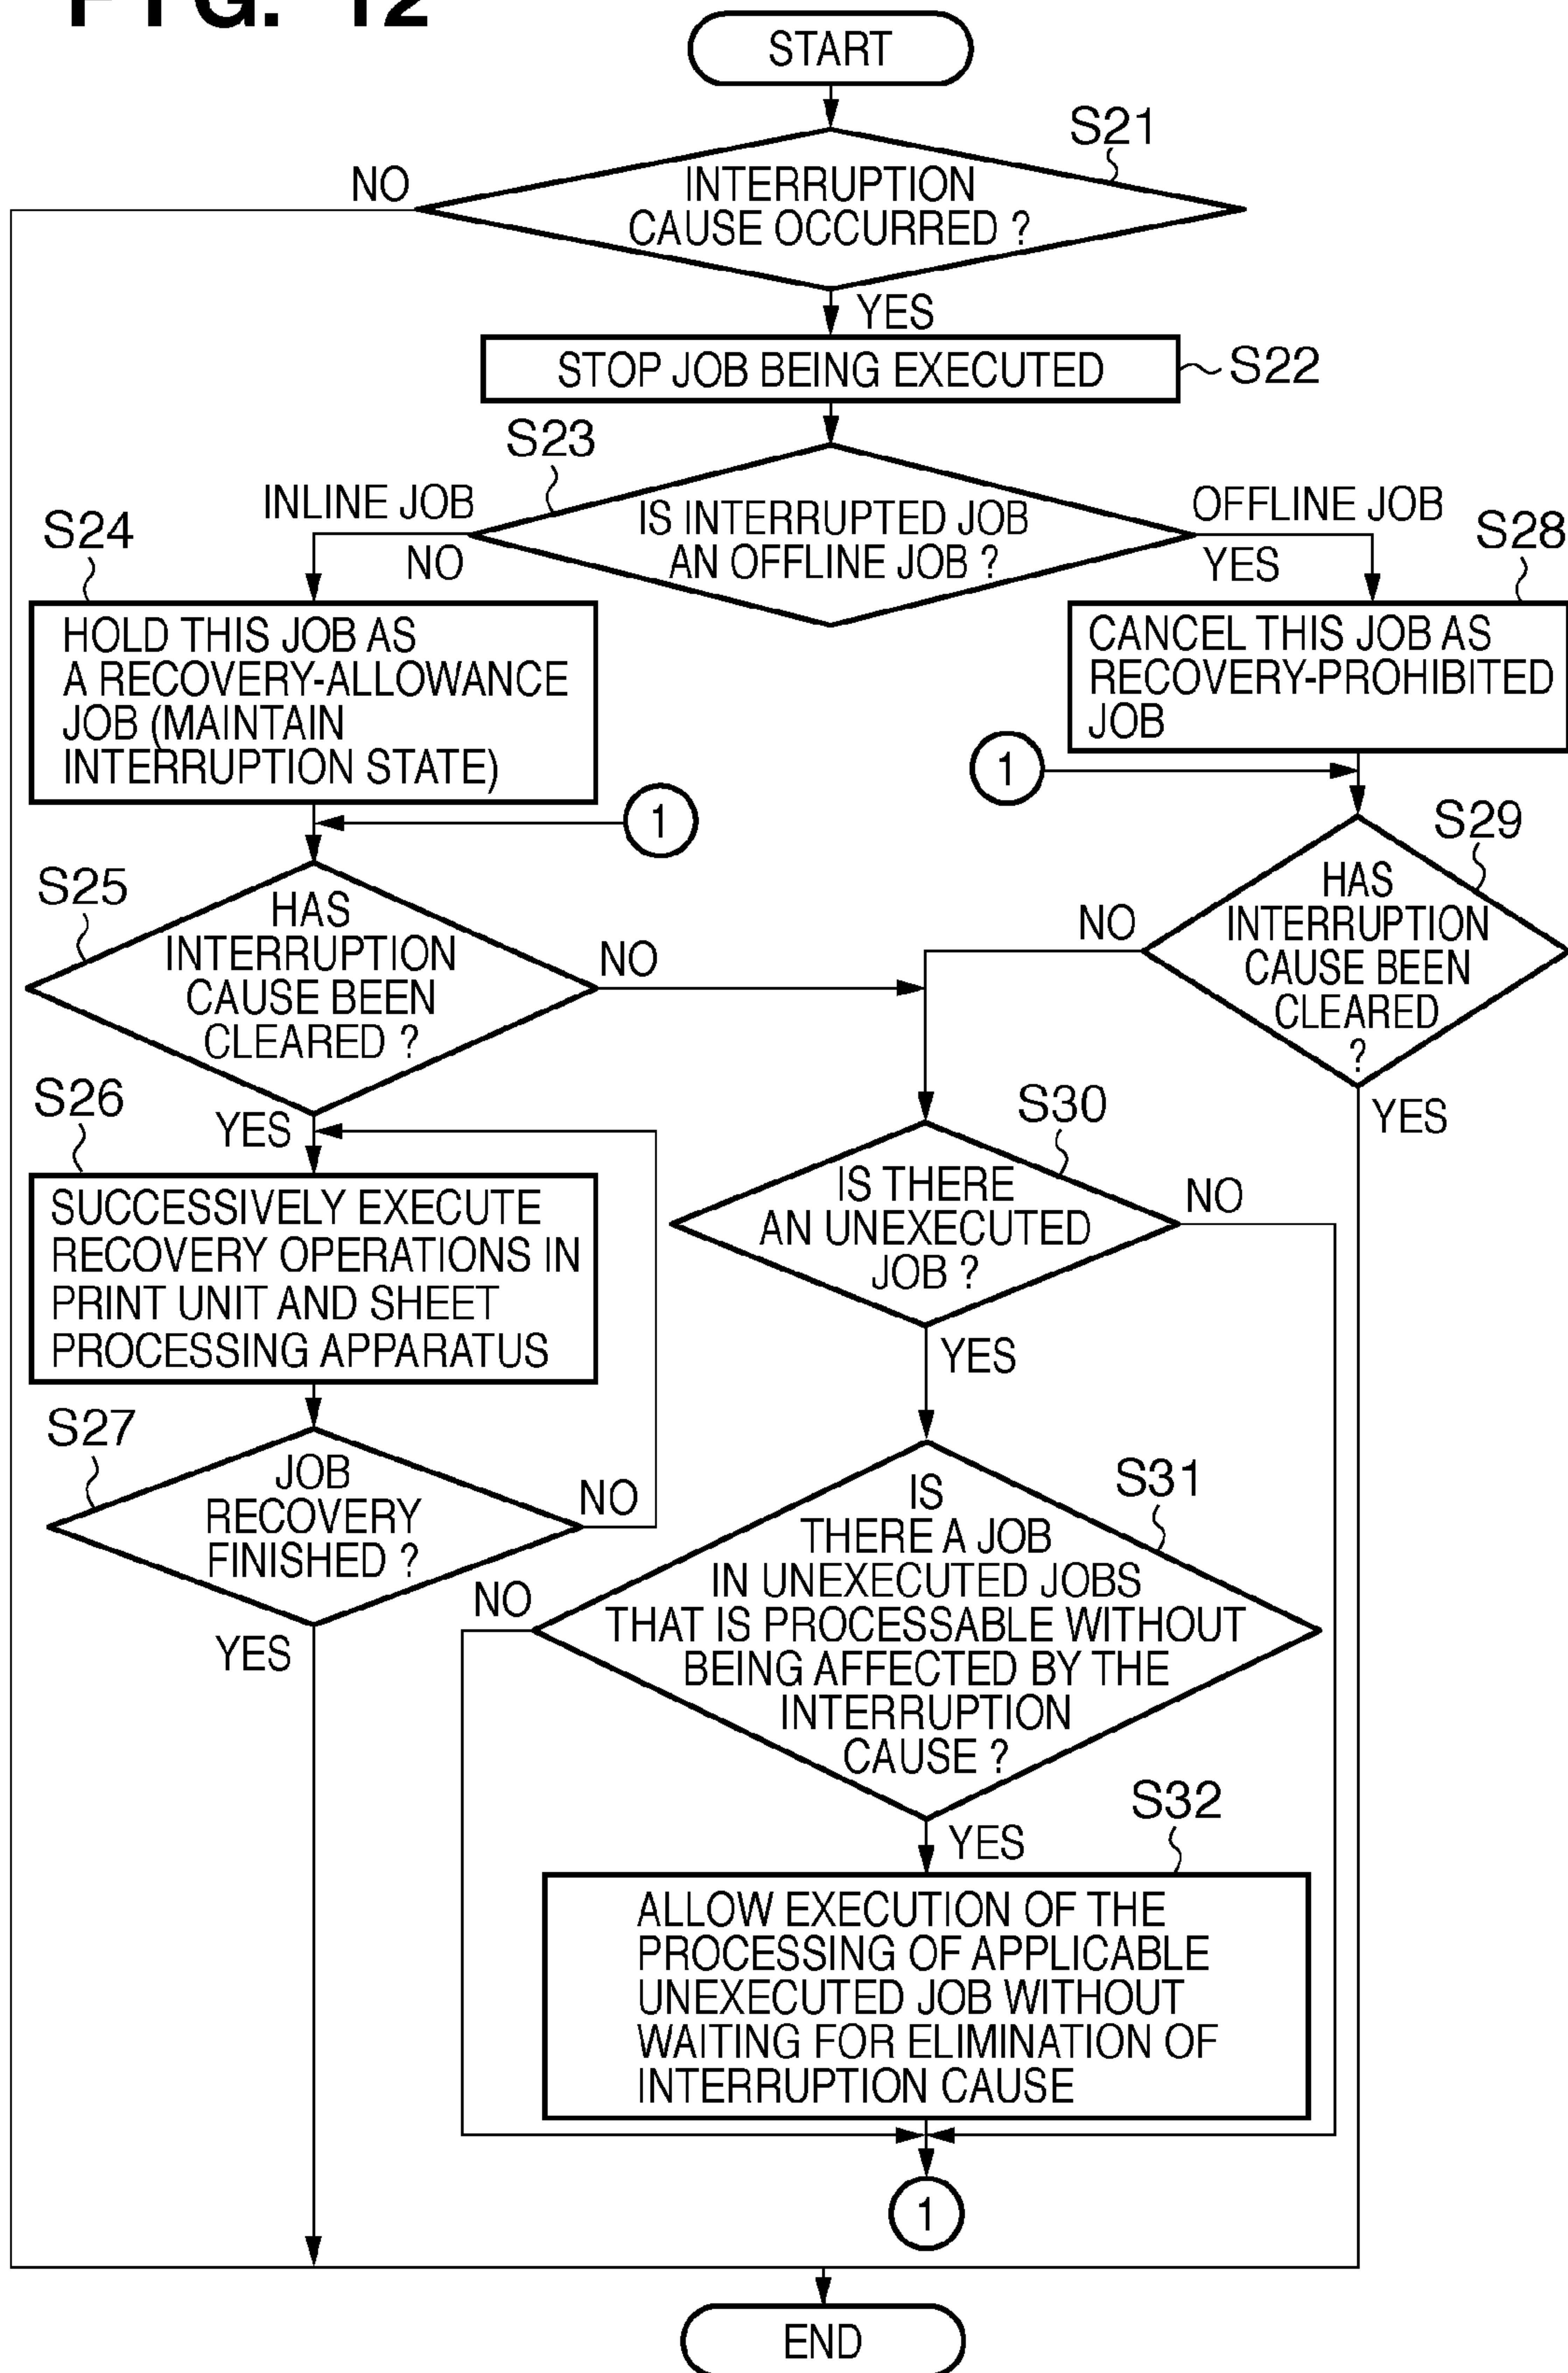 FIG. 12
START
S21
NO
INTERRUPTION
CAUSE OCCURRED ?
YES
STOP JOB BEING EXECUTED
S22
S23
INLINE JOB
NO
IS INTERRUPTED JOB
AN OFFLINE JOB ?
OFFLINE JOB
YES
S24
HOLD THIS JOB AS
A RECOVERY-ALLOWANCE
JOB (MAINTAIN
INTERRUPTION STATE)
S28
CANCEL THIS JOB AS
RECOVERY-PROHIBITED
JOB
1
1
S25
HAS
INTERRUPTION
CAUSE BEEN
CLEARED ?
NO
YES
S29
HAS
INTERRUPTION
CAUSE BEEN
CLEARED
?
NO
YES
S26
SUCCESSIVELY EXECUTE
RECOVERY OPERATIONS IN
PRINT UNIT AND SHEET
PROCESSING APPARATUS
S30
IS THERE
AN UNEXECUTED
JOB ?
NO
YES
S27
JOB
RECOVERY
FINISHED ?
NO
YES
S31
IS
THERE A JOB
IN UNEXECUTED JOBS
THAT IS PROCESSABLE WITHOUT
BEING AFFECTED BY THE
INTERRUPTION
CAUSE ?
NO
YES
S32
ALLOW EXECUTION OF THE
PROCESSING OF APPLICABLE
UNEXECUTED JOB WITHOUT
WAITING FOR ELIMINATION OF
INTERRUPTION CAUSE
1
END